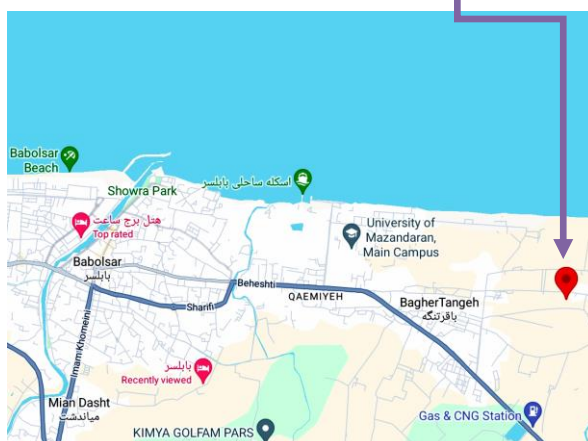 Babolsar
Beach
Showra Park
اسکله ساحلی بابلسر
هتل برج ساعت
Top rated
University of
Mazandaran,
Main Campus
Babolsar
بابلسر
Beheshti
QAEMIYEH
Sharifi
BagherTangeh
باقرتنگه
Imam Khomeini
بابلسر
Recently viewed
Mian Dasht
میاندشت
Gas & CNG Station
KIMYA GOLFAM PARS